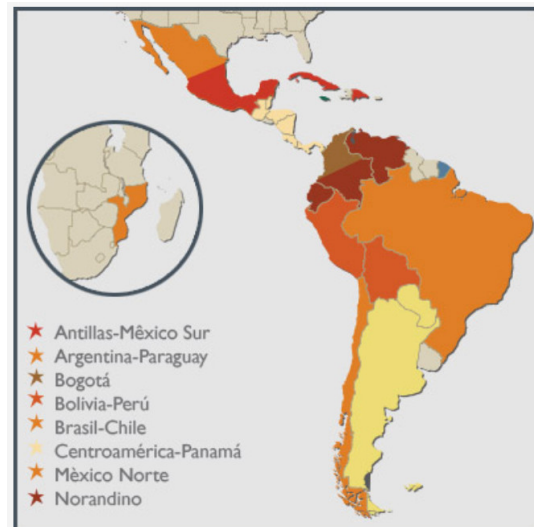 Antillas-Mêxico Sur
Argentina-Paraguay
Bogotá
Bolivia-Perú
Brasil-Chile
Centroamérica-Panamá
Mèxico Norte
Norandino